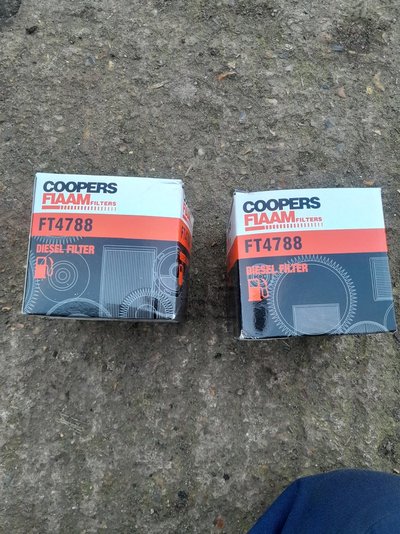 COOPERS
FIAAM FILTERS
FT4788
DIESEL FILTER
COOPERS
FIAAM FILTERS
FT4788
DIESEL FILTER